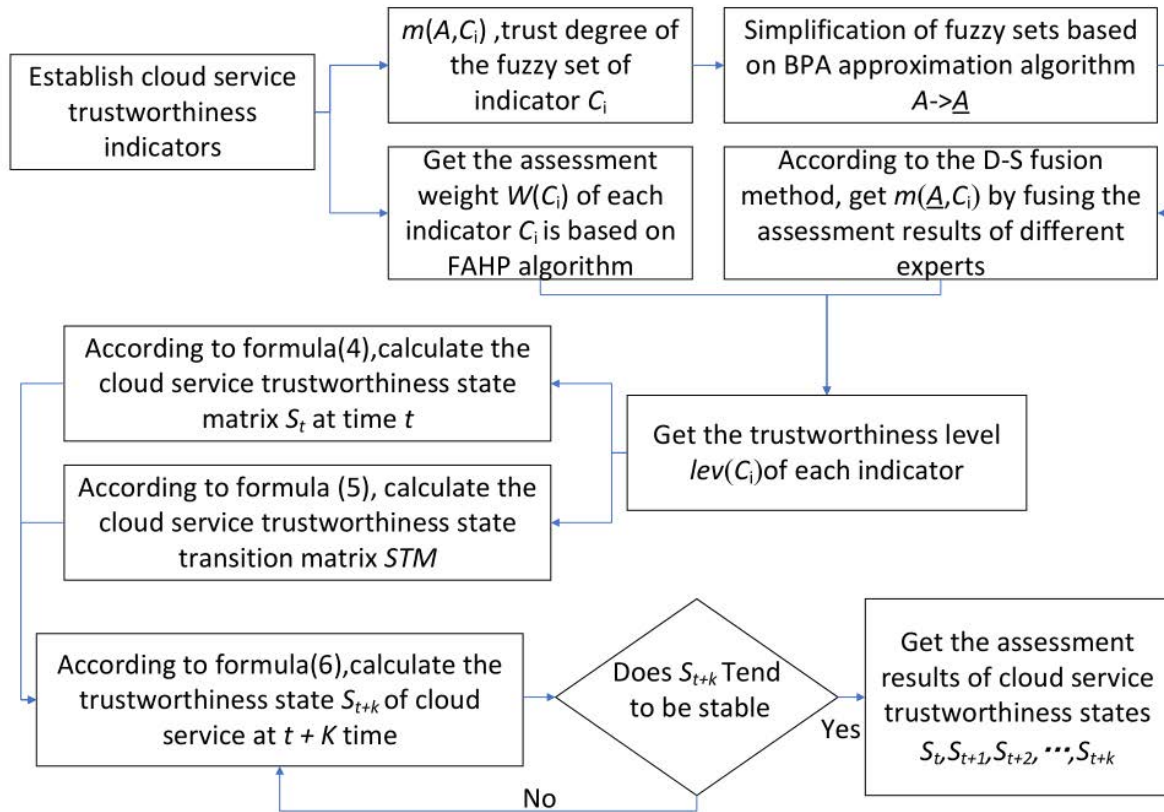 Establish cloud service
trustworthiness
indicators
m(A,Cᵢ) ,trust degree of
the fuzzy set of
indicator Cᵢ
Simplification of fuzzy sets based
on BPA approximation algorithm
A->A̲
Get the assessment
weight W(Cᵢ) of each
indicator Cᵢ is based on
FAHP algorithm
According to the D-S fusion
method, get m(A̲,Cᵢ) by fusing the
assessment results of different
experts
Get the trustworthiness level
lev(Cᵢ)of each indicator
According to formula(4),calculate the
cloud service trustworthiness state
matrix Sₜ at time t
According to formula (5), calculate the
cloud service trustworthiness state
transition matrix STM
According to formula(6),calculate the
trustworthiness state Sₜ₊ₖ of cloud
service at t + K time
Does Sₜ₊ₖ Tend
to be stable
Yes
No
Get the assessment
results of cloud service
trustworthiness states
Sₜ,Sₜ₊₁,Sₜ₊₂,⋯,Sₜ₊ₖ